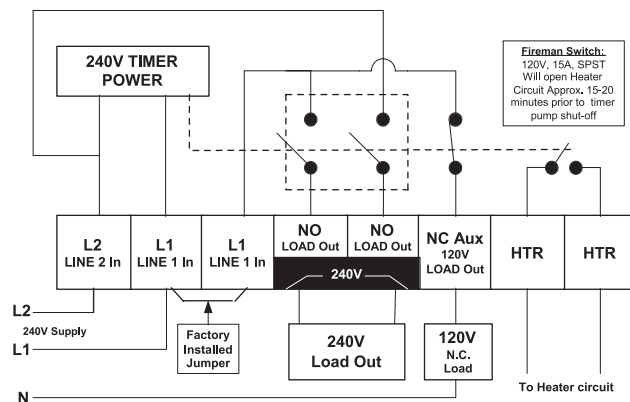 240V TIMER
POWER
Fireman Switch:
120V, 15A, SPST
Will open Heater
Circuit Approx. 15-20
minutes prior to timer
pump shut-off
L2
LINE 2 In
L1
LINE 1 In
L1
LINE 1 In
NO
LOAD Out
NO
LOAD Out
240V
NC Aux
120V
LOAD Out
HTR
HTR
L2
240V Supply
L1
N
Factory
Installed
Jumper
240V
Load Out
120V
N.C.
Load
To Heater circuit